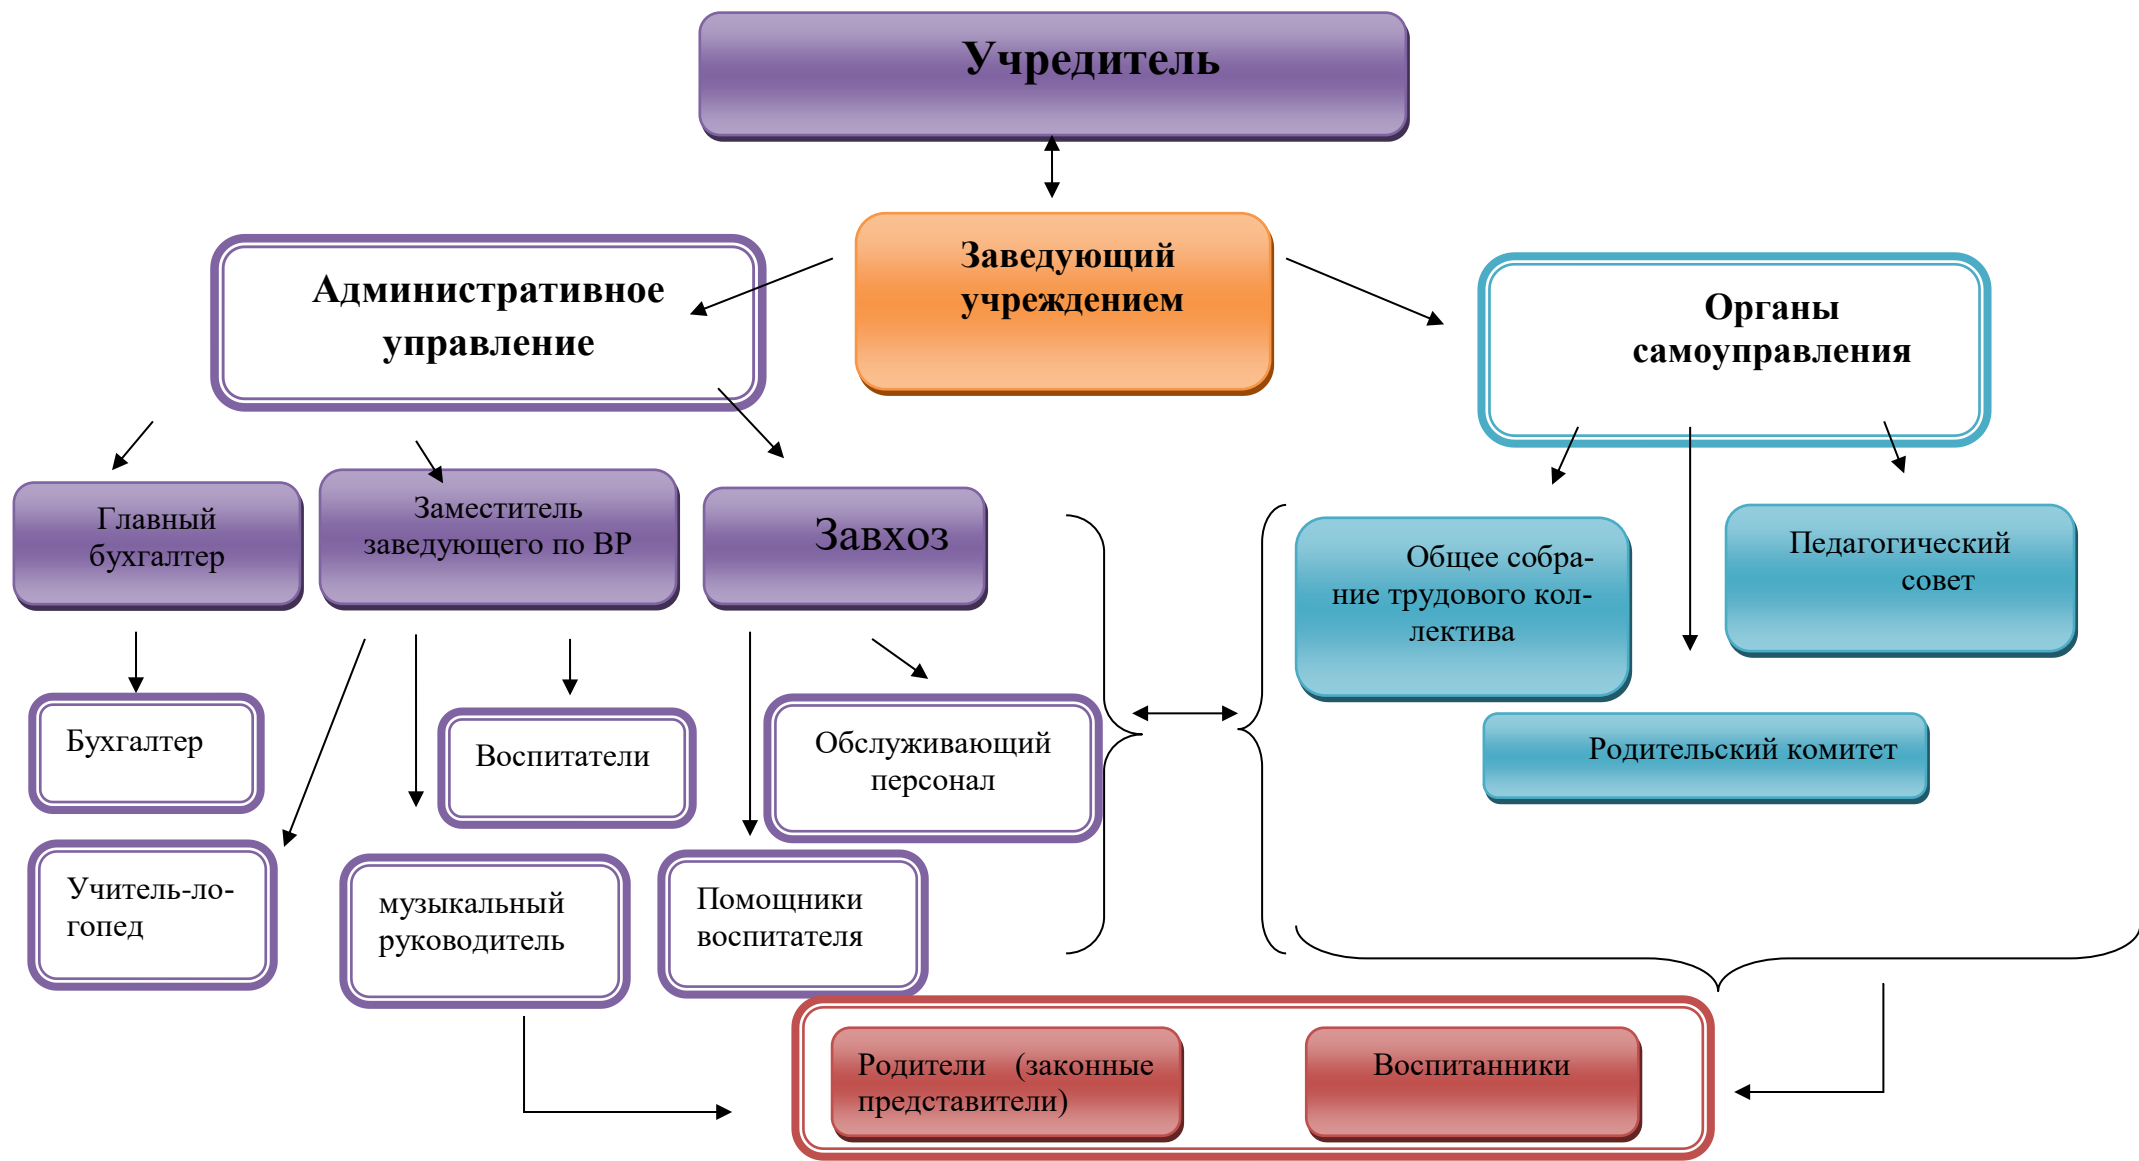 Учредитель
Заведующий
учреждением
Административное
управление
Органы
самоуправления
Главный
бухгалтер
Заместитель
заведующего по ВР
Завхоз
Общее собра-
ние трудового кол-
лектива
Педагогический
совет
Бухгалтер
Воспитатели
Обслуживающий
персонал
Родительский комитет
Учитель-ло-
гопед
музыкальный
руководитель
Помощники
воспитателя
Родители (законные
представители)
Воспитанники